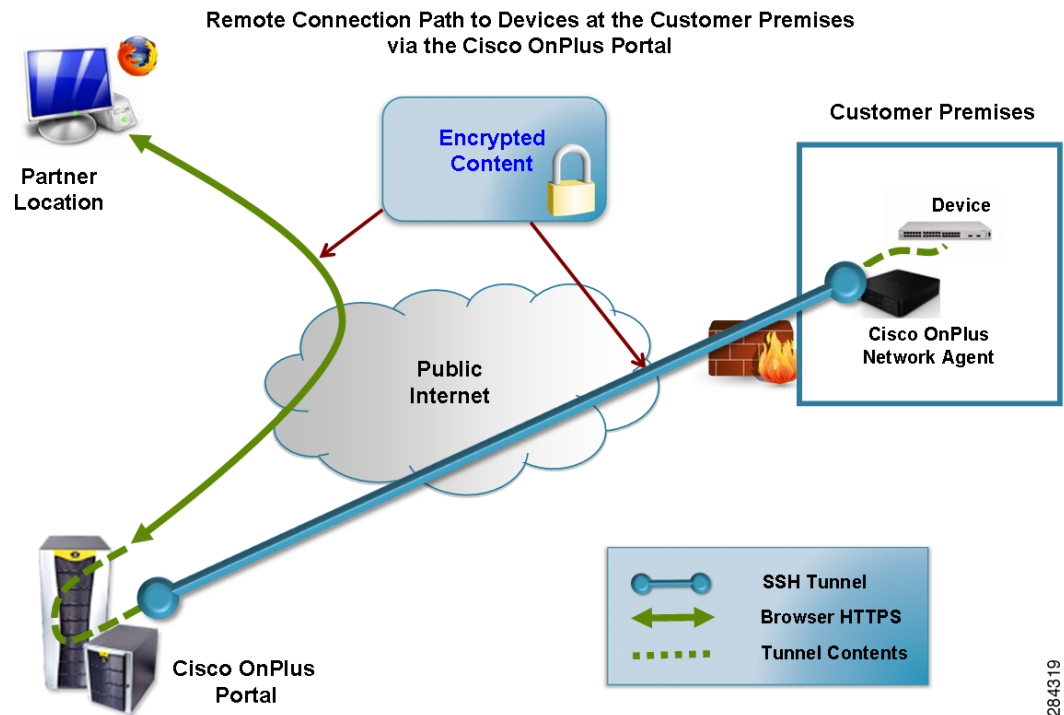 Remote Connection Path to Devices at the Customer Premises
via the Cisco OnPlus Portal
Partner
Location
Encrypted
Content
Customer Premises
Device
Cisco OnPlus
Network Agent
Public
Internet
Cisco OnPlus
Portal
SSH Tunnel
Browser HTTPS
Tunnel Contents
284319